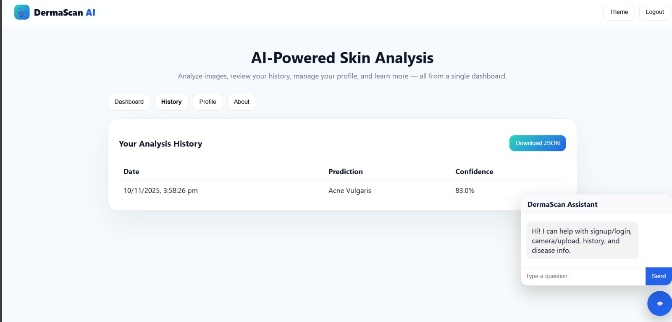 DermaScan AI
Theme
Logout
AI-Powered Skin Analysis
Analyze images, review your history, manage your profile, and learn more — all from a single dashboard.
Dashboard
History
Profile
About
Your Analysis History
Download JSON
Date Prediction Confidence
10/11/2025, 3:58:26 pm Acne Vulgaris 83.0%
DermaScan Assistant
Hi! I can help with signup/login,
camera/upload, history, and
disease info.
Type a question...
Send